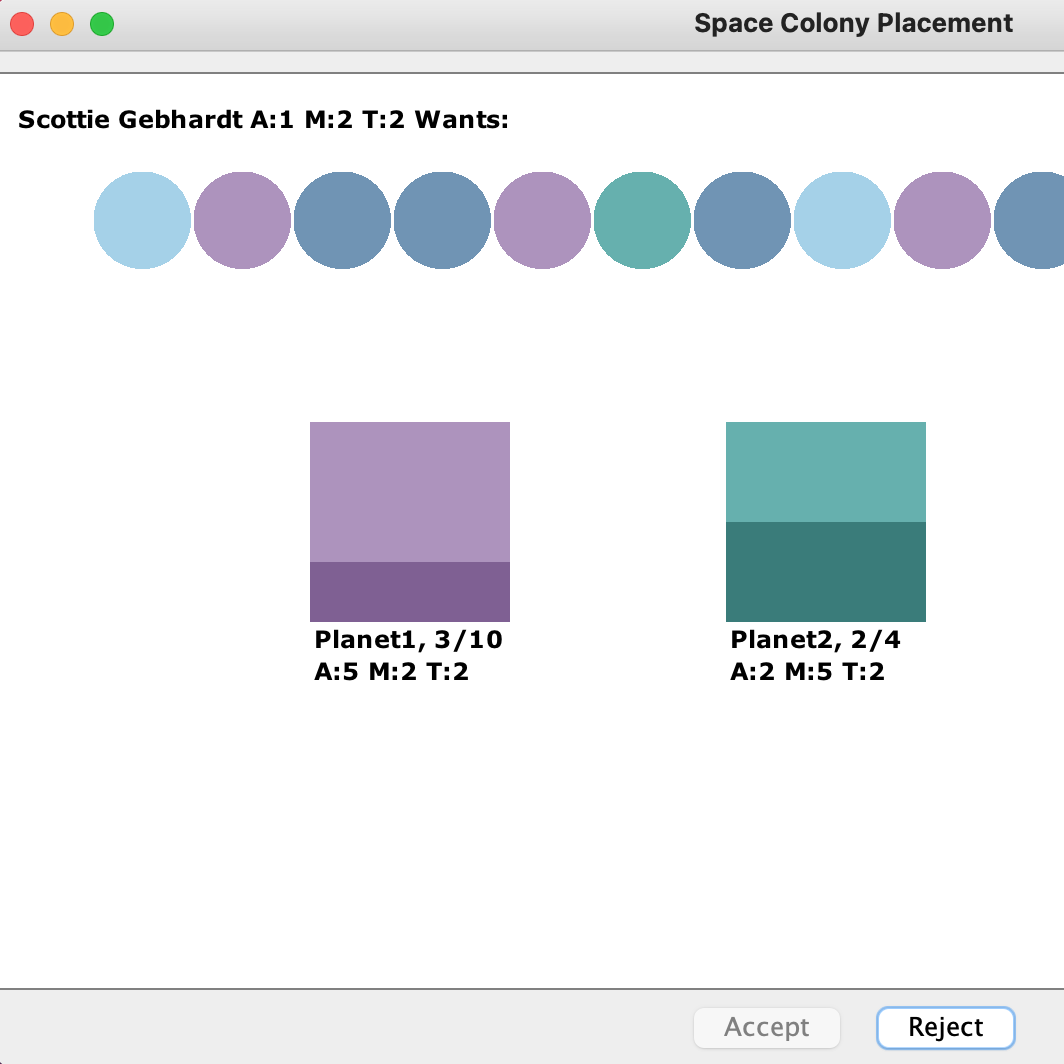 Space Colony Placement
Scottie Gebhardt A:1 M:2 T:2 Wants:
Planet1, 3/10
A:5 M:2 T:2
Planet2, 2/4
A:2 M:5 T:2
Accept
Reject